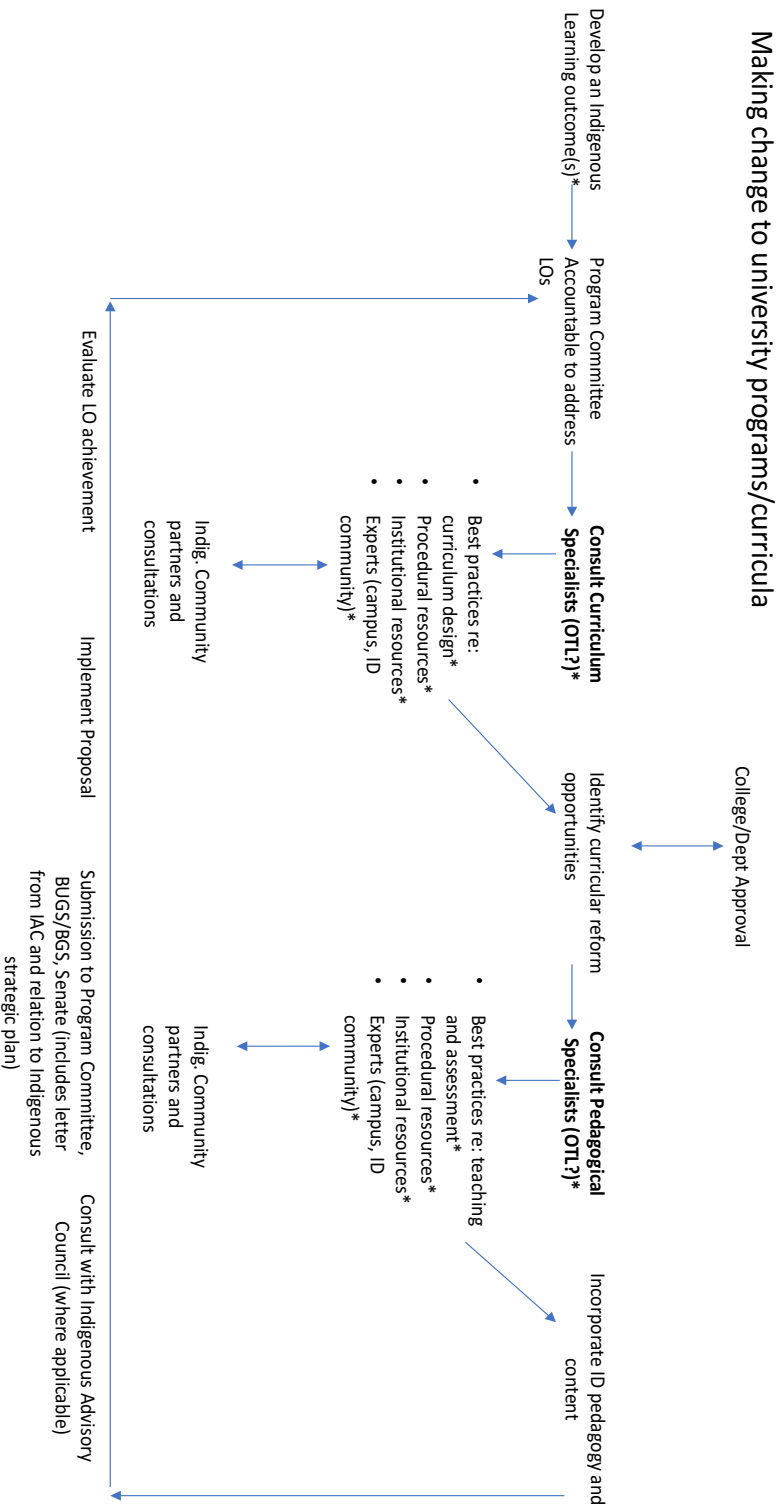 Making change to university programs/curricula
College/Dept Approval
Develop an Indigenous
Learning outcome(s)*
Program Committee
Accountable to address
LOs
Consult Curriculum
Specialists (OTL?)*
Identify curricular reform
opportunities
Consult Pedagogical
Specialists (OTL?)*
Incorporate ID pedagogy and
content
• Best practices re:
curriculum design*
• Procedural resources*
• Institutional resources*
• Experts (campus, ID
community)*
• Best practices re: teaching
and assessment*
• Procedural resources*
• Institutional resources*
• Experts (campus, ID
community)*
Indig. Community
partners and
consultations
Indig. Community
partners and
consultations
Evaluate LO achievement
Implement Proposal
Submission to Program Committee,
BUGS/BGS, Senate (includes letter
from IAC and relation to Indigenous
strategic plan)
Consult with Indigenous Advisory
Council (where applicable)